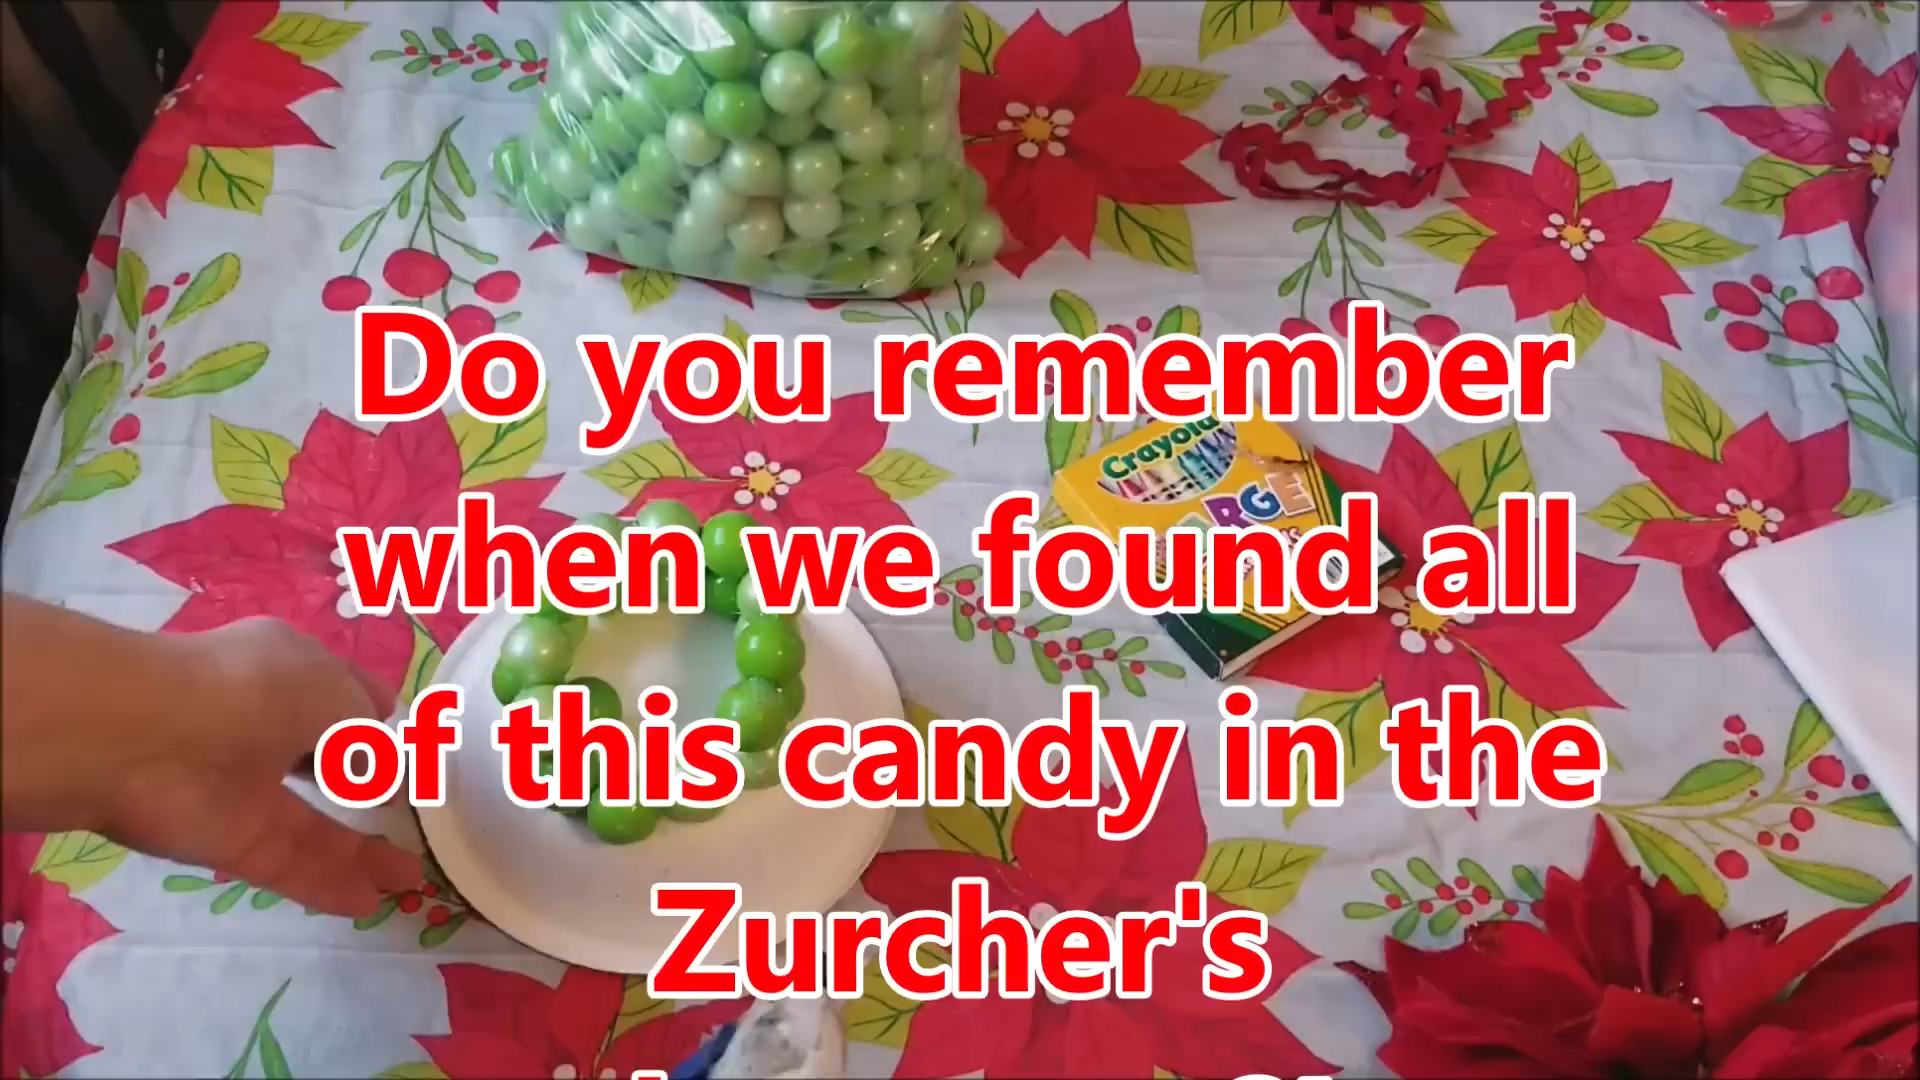 Do you remember
when we found all
of this candy in the
Zurcher's
Crayola